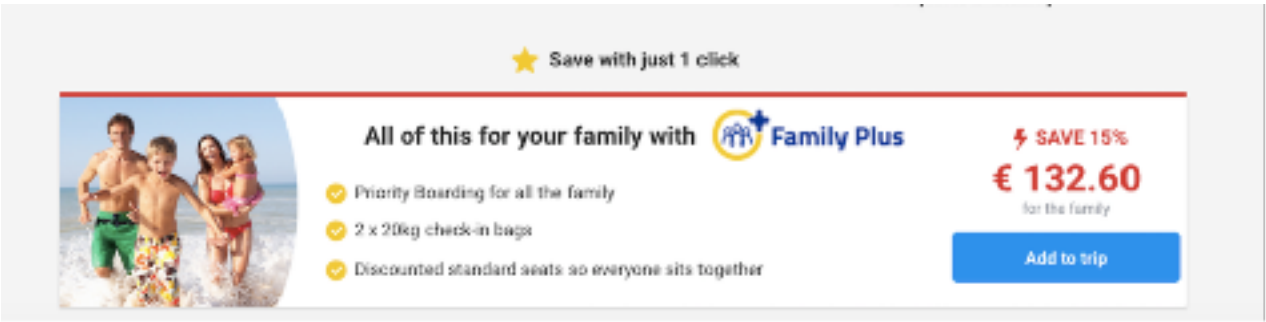 Save with just 1 click
All of this for your family with Family Plus
Priority Boarding for all the family
2 x 20kg check-in bags
Discounted standard seats so everyone sits together
SAVE 15%
€ 132.60
for the family
Add to trip